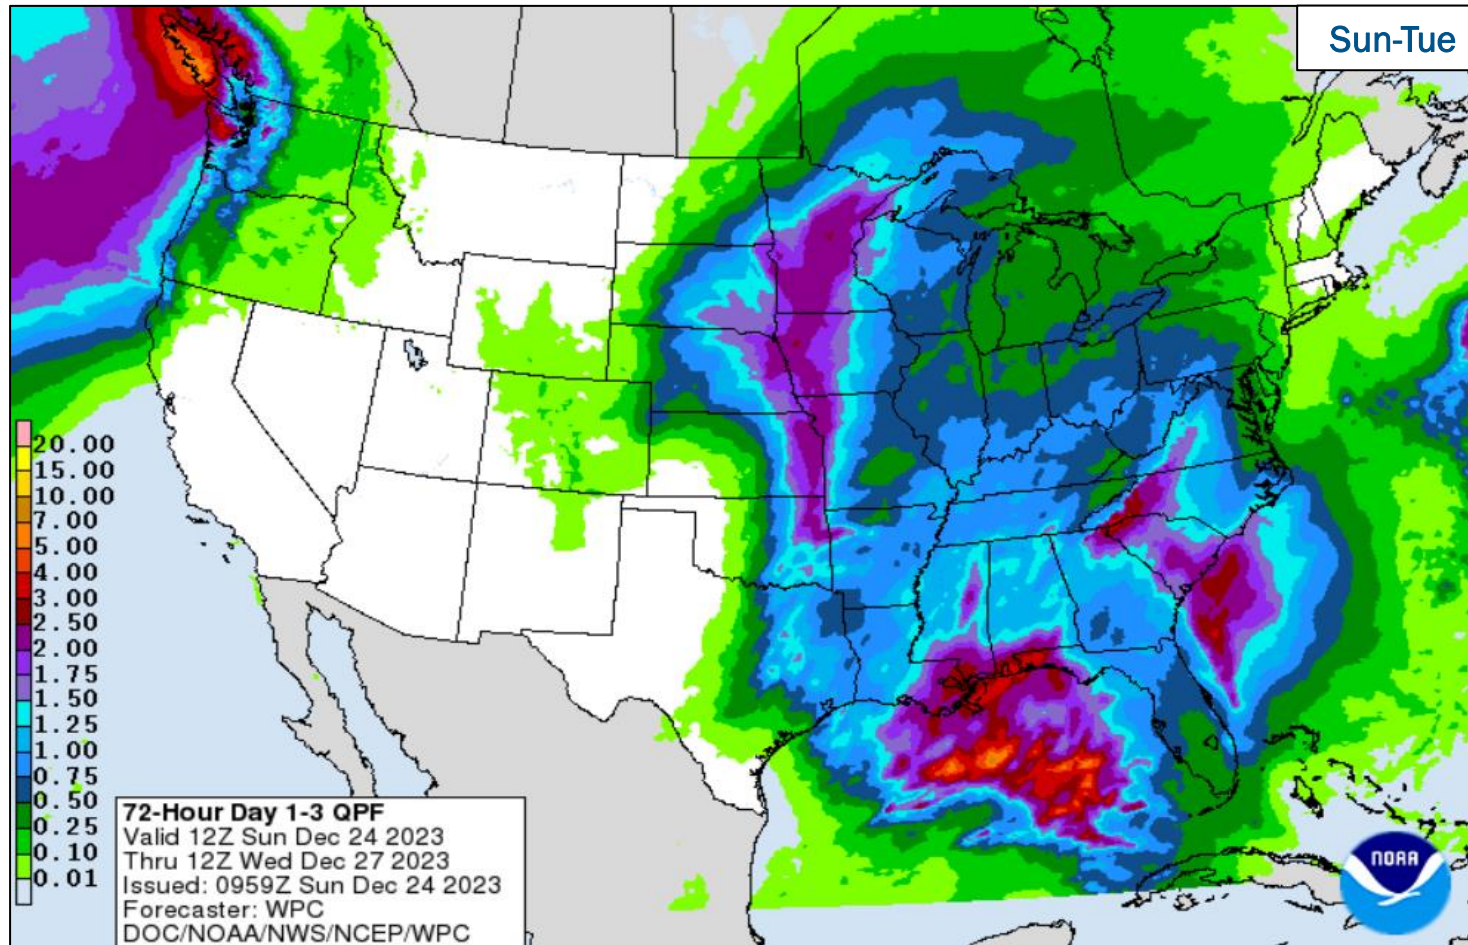 Sun-Tue
20.00
15.00
10.00
7.00
5.00
4.00
3.00
2.50
2.00
1.75
1.50
1.25
1.00
0.75
0.50
0.25
0.10
0.01
72-Hour Day 1-3 QPF
Valid 12Z Sun Dec 24 2023
Thru 12Z Wed Dec 27 2023
Issued: 0959Z Sun Dec 24 2023
Forecaster: WPC
DOC/NOAA/NWS/NCEP/WPC
NOAA